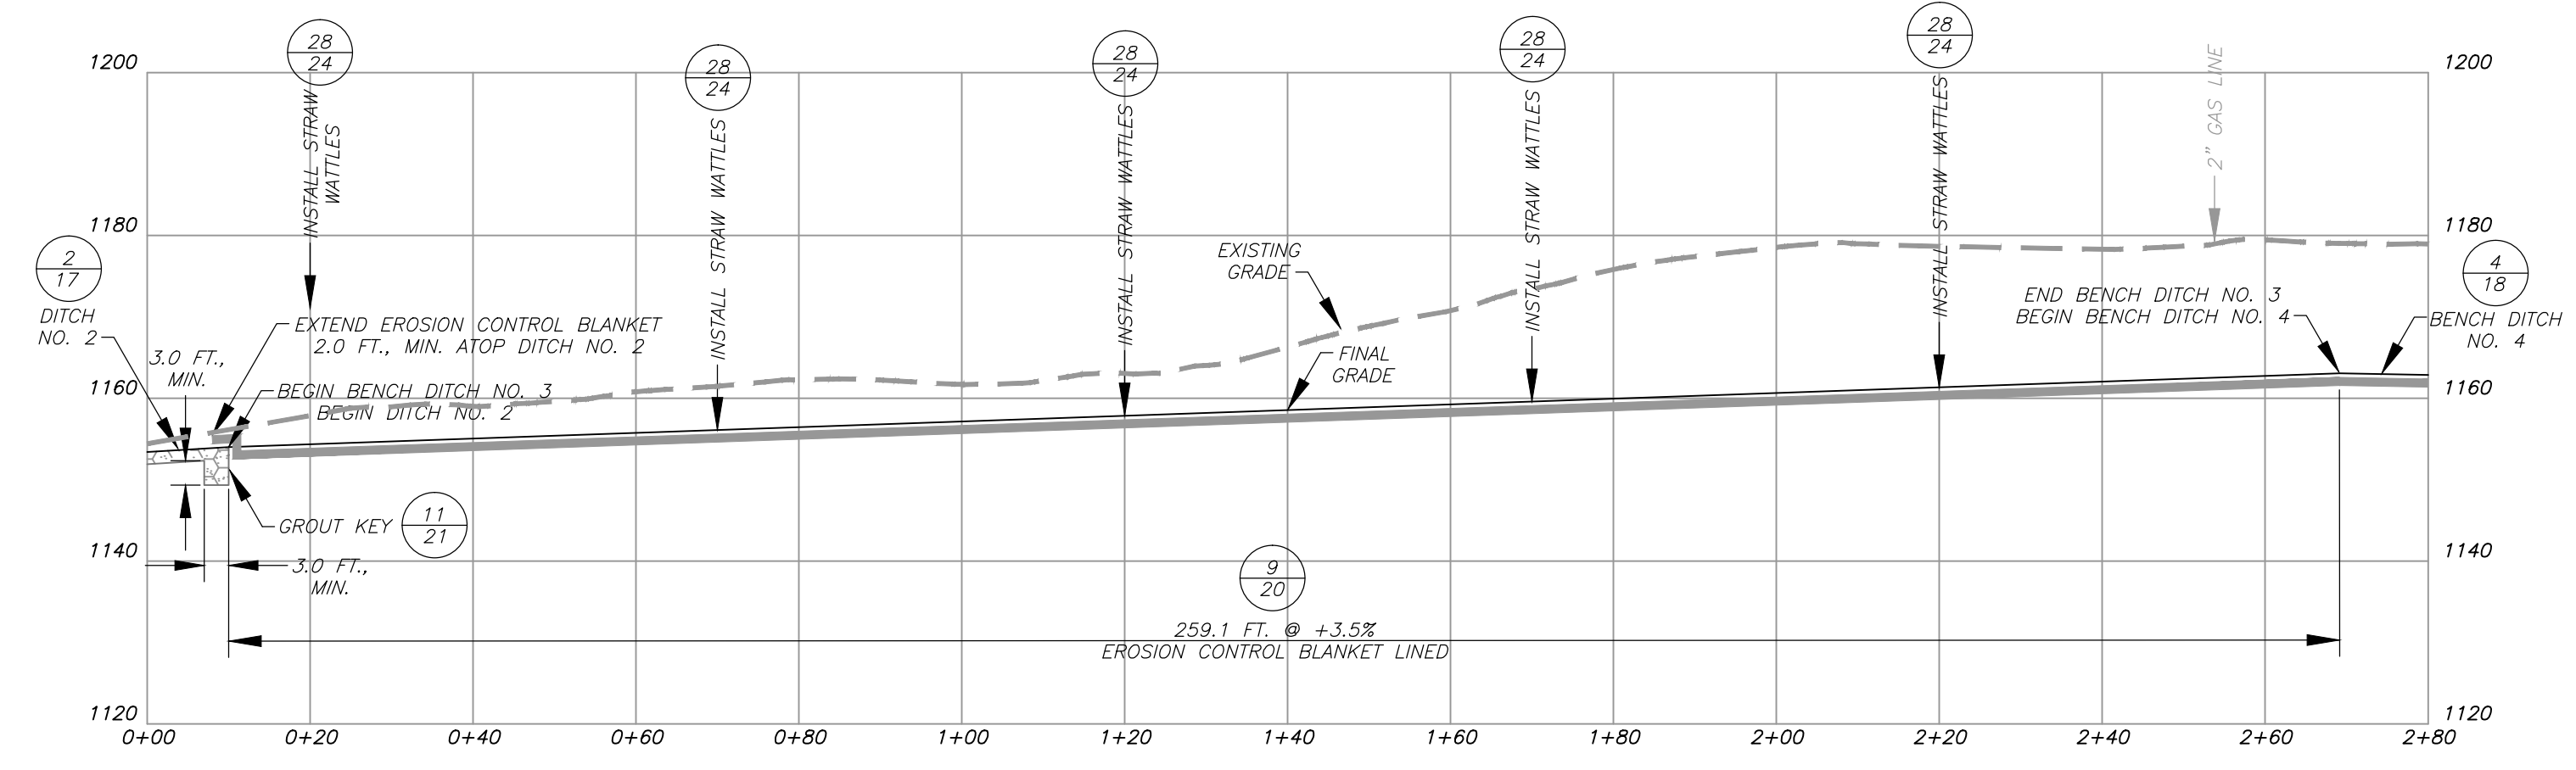 28
24
28
24
28
24
28
24
28
24
1200
1200
INSTALL STRAW
WATTLES
INSTALL STRAW WATTLES
INSTALL STRAW WATTLES
INSTALL STRAW WATTLES
INSTALL STRAW WATTLES
2" GAS LINE
1180
1180
2
17
DITCH
NO. 2
EXISTING
GRADE
4
18
END BENCH DITCH NO. 3
BEGIN BENCH DITCH NO. 4
BENCH DITCH
NO. 4
EXTEND EROSION CONTROL BLANKET
2.0 FT., MIN. ATOP DITCH NO. 2
3.0 FT.,
MIN.
FINAL
GRADE
1160
1160
BEGIN BENCH DITCH NO. 3
BEGIN DITCH NO. 2
GROUT KEY
11
21
1140
1140
3.0 FT.,
MIN.
9
20
259.1 FT. @ +3.5%
EROSION CONTROL BLANKET LINED
1120
1120
0+00 0+20 0+40 0+60 0+80 1+00 1+20 1+40 1+60 1+80 2+00 2+20 2+40 2+60 2+80